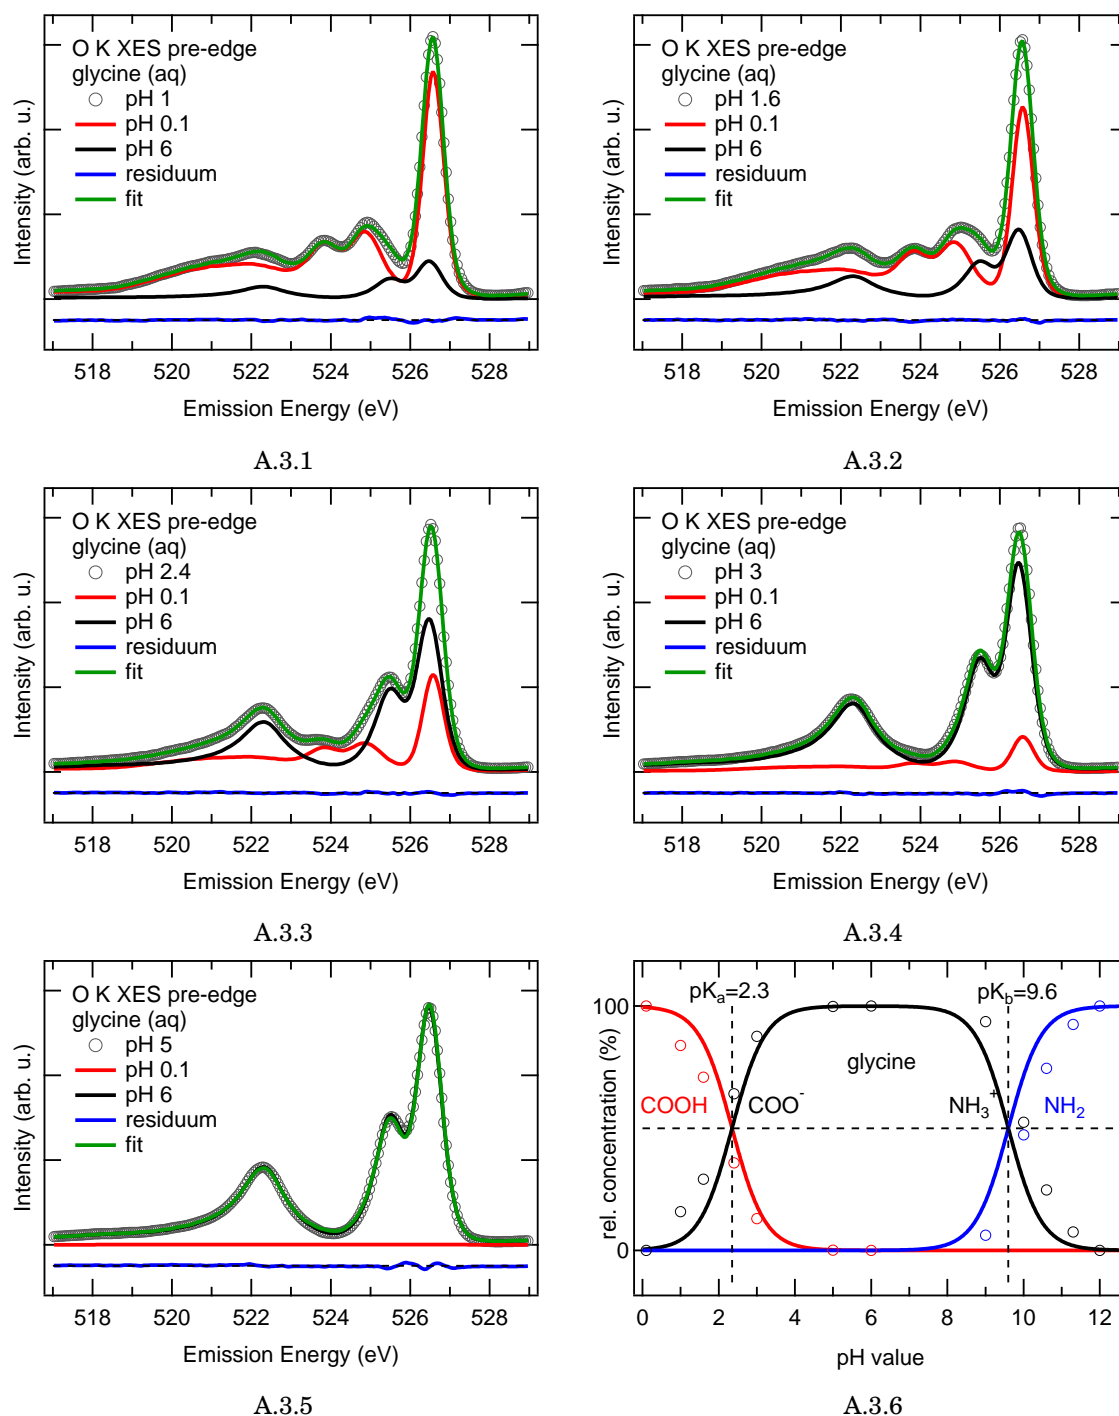 O K XES pre-edge
glycine (aq)
pH 1
pH 0.1
pH 6
residuum
fit
Intensity (arb. u.)
518 520 522 524 526 528
Emission Energy (eV)
A.3.1
O K XES pre-edge
glycine (aq)
pH 1.6
pH 0.1
pH 6
residuum
fit
Intensity (arb. u.)
518 520 522 524 526 528
Emission Energy (eV)
A.3.2
O K XES pre-edge
glycine (aq)
pH 2.4
pH 0.1
pH 6
residuum
fit
Intensity (arb. u.)
518 520 522 524 526 528
Emission Energy (eV)
A.3.3
O K XES pre-edge
glycine (aq)
pH 3
pH 0.1
pH 6
residuum
fit
Intensity (arb. u.)
518 520 522 524 526 528
Emission Energy (eV)
A.3.4
O K XES pre-edge
glycine (aq)
pH 5
pH 0.1
pH 6
residuum
fit
Intensity (arb. u.)
518 520 522 524 526 528
Emission Energy (eV)
A.3.5
pKa=2.3 pKb=9.6
100
glycine
COOH COO⁻ NH₃⁺ NH₂
0
rel. concentration (%)
0 2 4 6 8 10 12
pH value
A.3.6